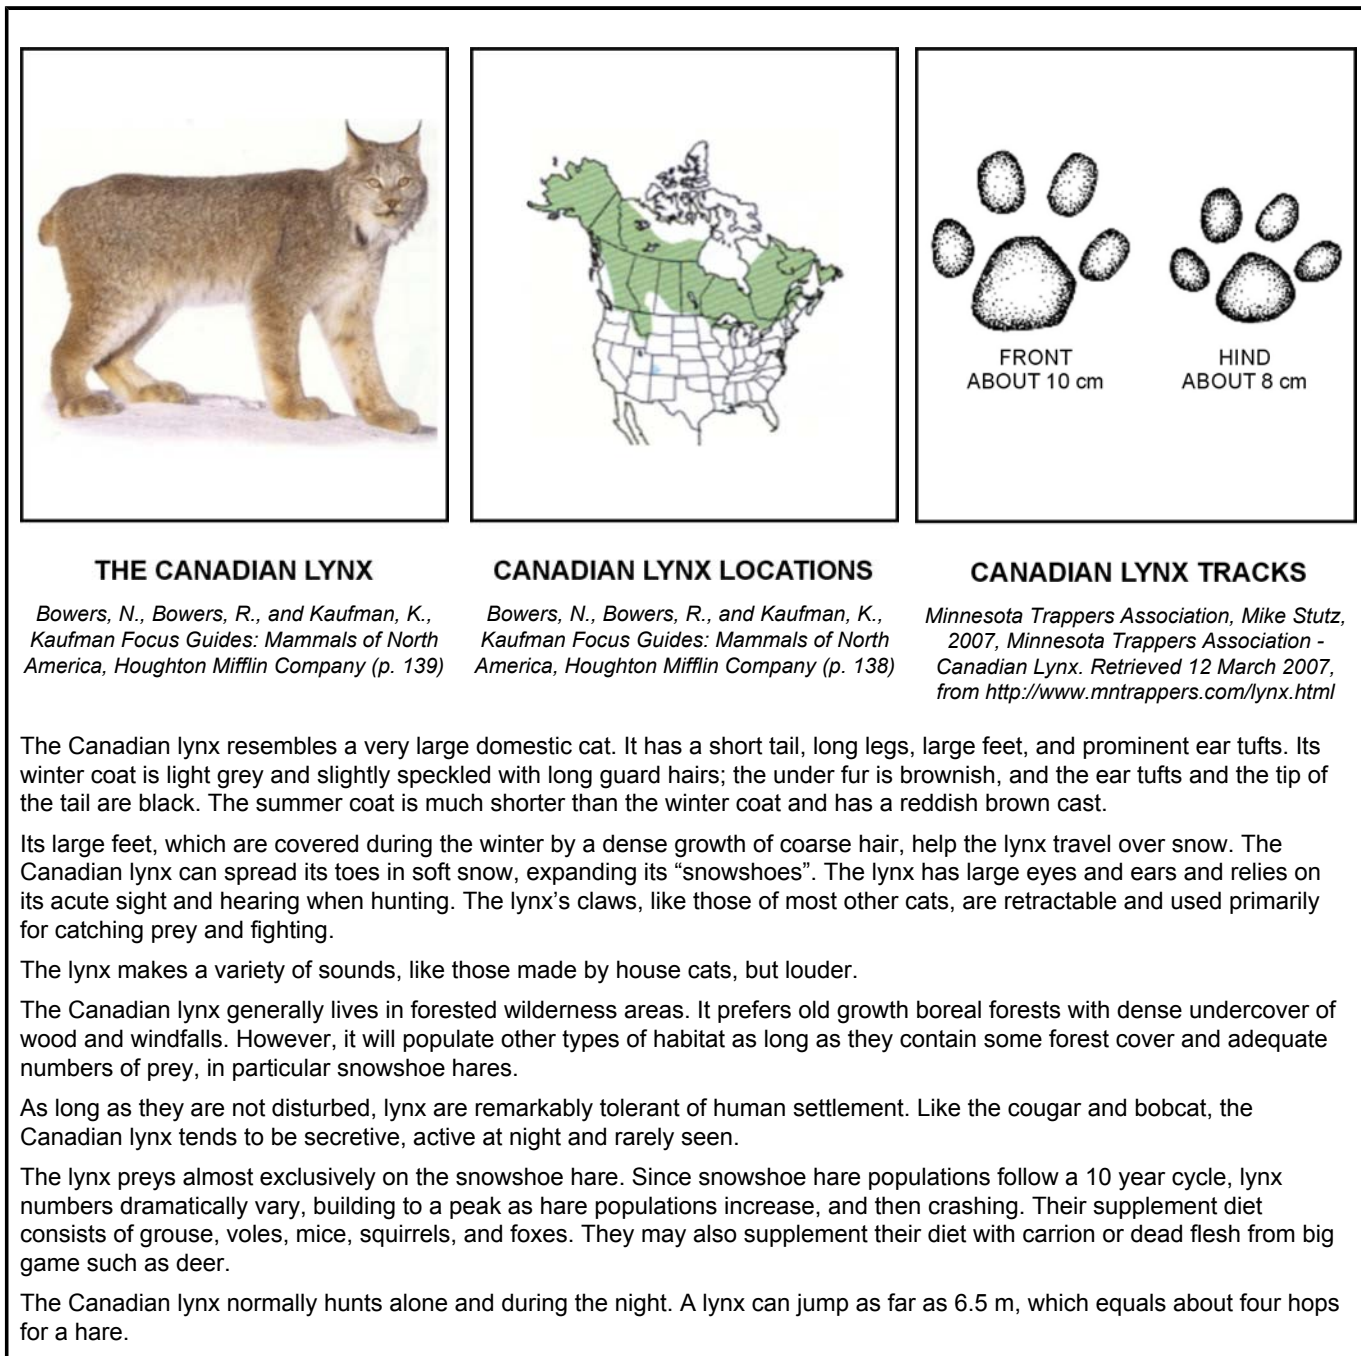 FRONT
ABOUT 10 cm
HIND
ABOUT 8 cm
THE CANADIAN LYNX
Bowers, N., Bowers, R., and Kaufman, K.,
Kaufman Focus Guides: Mammals of North
America, Houghton Mifflin Company (p. 139)
CANADIAN LYNX LOCATIONS
Bowers, N., Bowers, R., and Kaufman, K.,
Kaufman Focus Guides: Mammals of North
America, Houghton Mifflin Company (p. 138)
CANADIAN LYNX TRACKS
Minnesota Trappers Association, Mike Stutz,
2007, Minnesota Trappers Association -
Canadian Lynx. Retrieved 12 March 2007,
from http://www.mntrappers.com/lynx.html
The Canadian lynx resembles a very large domestic cat. It has a short tail, long legs, large feet, and prominent ear tufts. Its
winter coat is light grey and slightly speckled with long guard hairs; the under fur is brownish, and the ear tufts and the tip of
the tail are black. The summer coat is much shorter than the winter coat and has a reddish brown cast.
Its large feet, which are covered during the winter by a dense growth of coarse hair, help the lynx travel over snow. The
Canadian lynx can spread its toes in soft snow, expanding its “snowshoes”. The lynx has large eyes and ears and relies on
its acute sight and hearing when hunting. The lynx’s claws, like those of most other cats, are retractable and used primarily
for catching prey and fighting.
The lynx makes a variety of sounds, like those made by house cats, but louder.
The Canadian lynx generally lives in forested wilderness areas. It prefers old growth boreal forests with dense undercover of
wood and windfalls. However, it will populate other types of habitat as long as they contain some forest cover and adequate
numbers of prey, in particular snowshoe hares.
As long as they are not disturbed, lynx are remarkably tolerant of human settlement. Like the cougar and bobcat, the
Canadian lynx tends to be secretive, active at night and rarely seen.
The lynx preys almost exclusively on the snowshoe hare. Since snowshoe hare populations follow a 10 year cycle, lynx
numbers dramatically vary, building to a peak as hare populations increase, and then crashing. Their supplement diet
consists of grouse, voles, mice, squirrels, and foxes. They may also supplement their diet with carrion or dead flesh from big
game such as deer.
The Canadian lynx normally hunts alone and during the night. A lynx can jump as far as 6.5 m, which equals about four hops
for a hare.